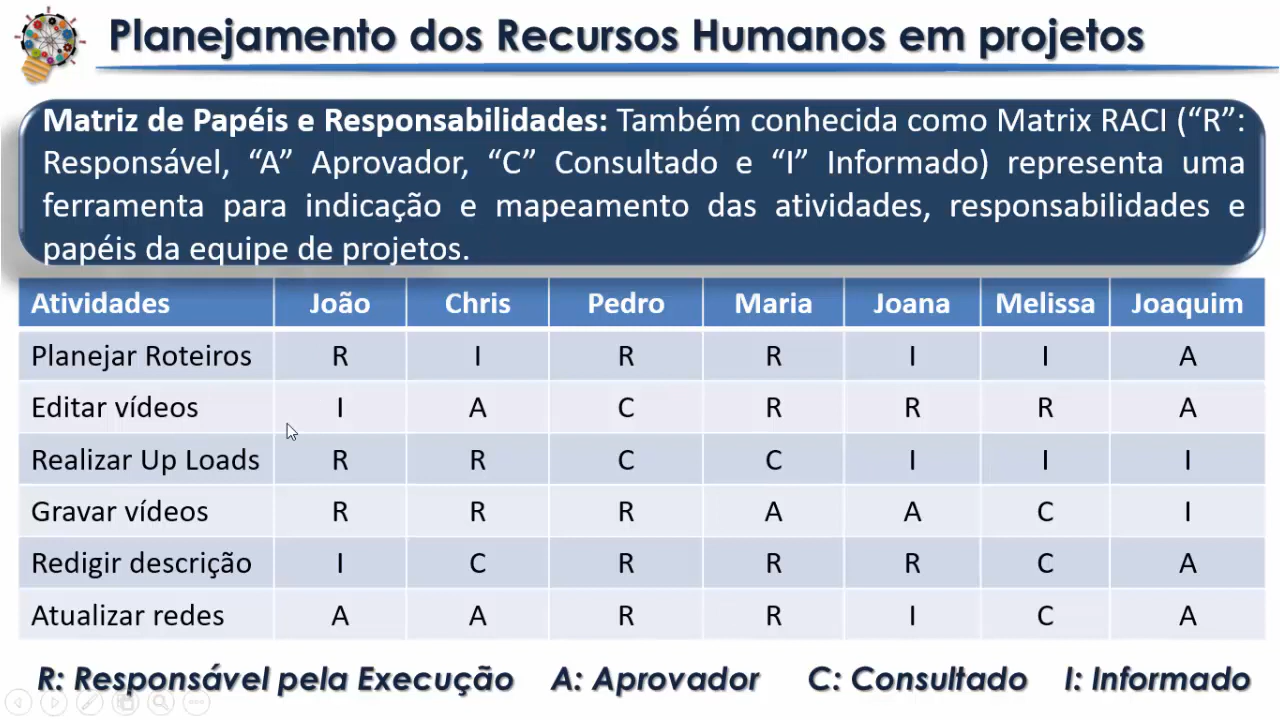 Planejamento dos Recursos Humanos em projetos
Matriz de Papéis e Responsabilidades: Também conhecida como Matrix RACI (“R”:
Responsável, “A” Aprovador, “C” Consultado e “I” Informado) representa uma
ferramenta para indicação e mapeamento das atividades, responsabilidades e
papéis da equipe de projetos.
Atividades João Chris Pedro Maria Joana Melissa Joaquim
Planejar Roteiros R I R R I I A
Editar vídeos I A C R R R A
Realizar Up Loads R R C C I I I
Gravar vídeos R R R A A C I
Redigir descrição I C R R R C A
Atualizar redes A A R R I C A
R: Responsável pela Execução A: Aprovador C: Consultado I: Informado